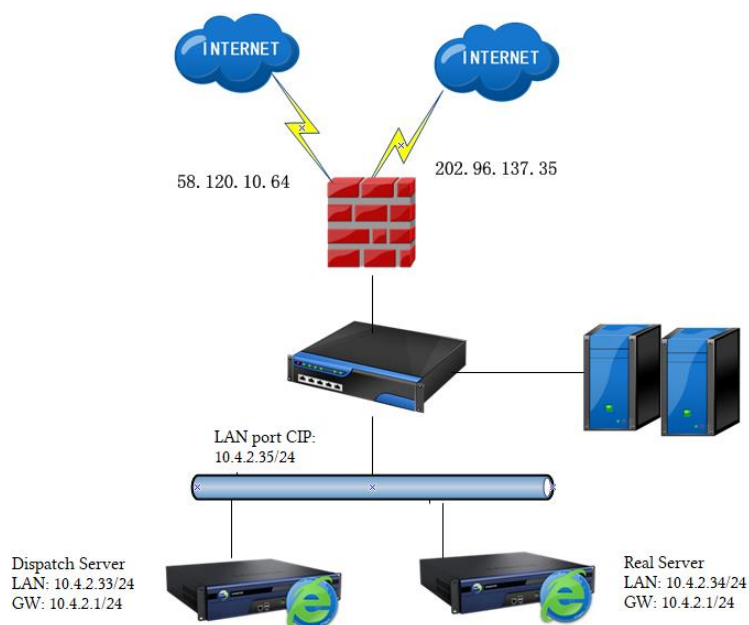 INTERNET
INTERNET
58.120.10.64
202.96.137.35
LAN port CIP:
10.4.2.35/24
Dispatch Server
LAN: 10.4.2.33/24
GW: 10.4.2.1/24
Real Server
LAN: 10.4.2.34/24
GW: 10.4.2.1/24